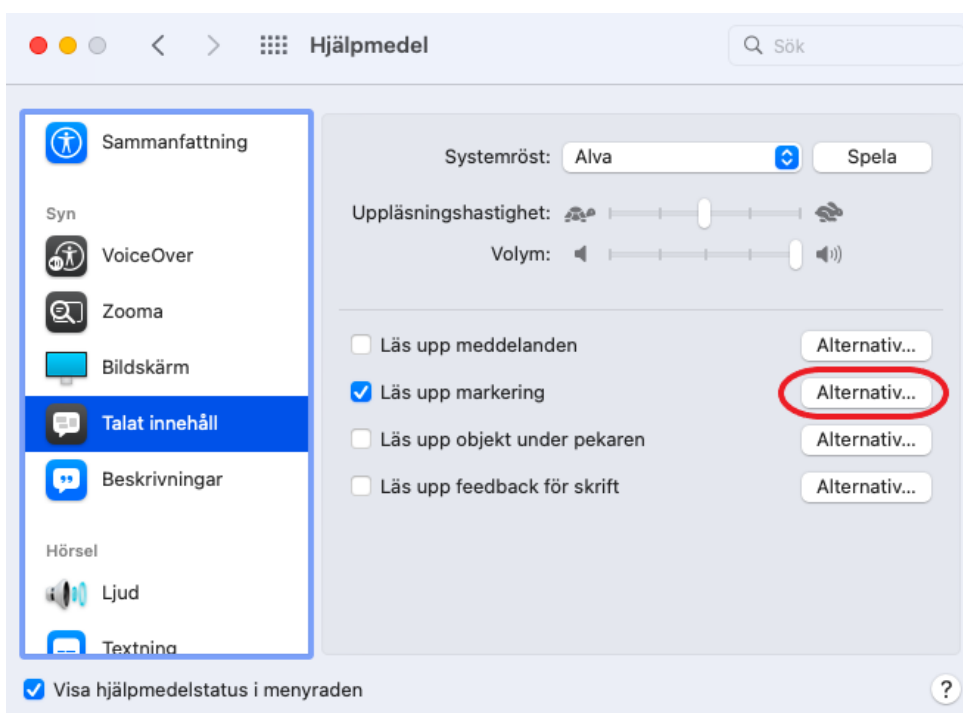 Hjälpmedel
Sök
Sammanfattning
Syn
VoiceOver
Zooma
Bildskärm
Talat innehåll
Beskrivningar
Hörsel
Ljud
Textning
Systemröst: Alva Spela
Uppläsningshastighet:
Volym:
Läs upp meddelanden Alternativ...
Läs upp markering Alternativ...
Läs upp objekt under pekaren Alternativ...
Läs upp feedback för skrift Alternativ...
Visa hjälpmedelstatus i menyraden ?